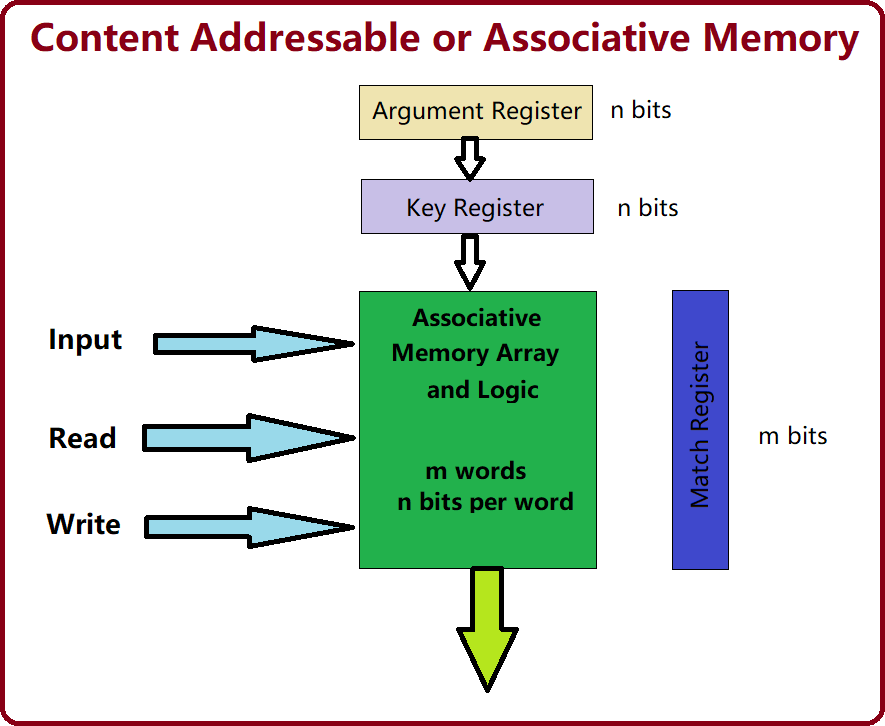 Content Addressable or Associative Memory
Argument Register
n bits
Key Register
n bits
Associative
Memory Array
and Logic
m words
n bits per word
Input
Read
Write
Match Register
m bits